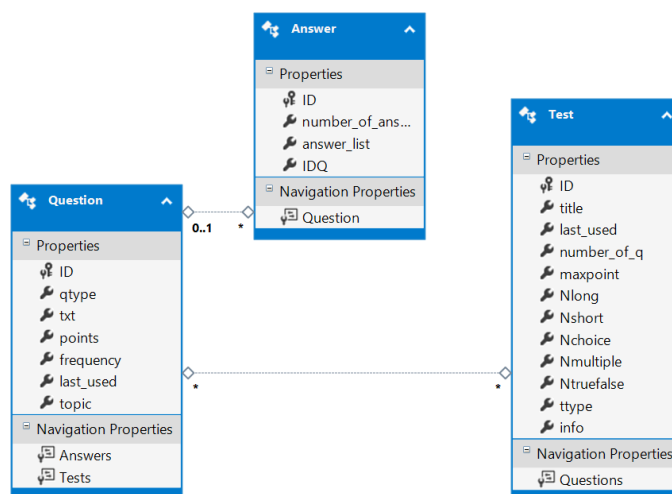 Answer
Properties
ID
number_of_ans...
answer_list
IDQ
Navigation Properties
Question
Question
Properties
ID
qtype
txt
points
frequency
last_used
topic
Navigation Properties
Answers
Tests
0..1
*
*
*
Test
Properties
ID
title
last_used
number_of_q
maxpoint
Nlong
Nshort
Nchoice
Nmultiple
Ntruefalse
ttype
info
Navigation Properties
Questions